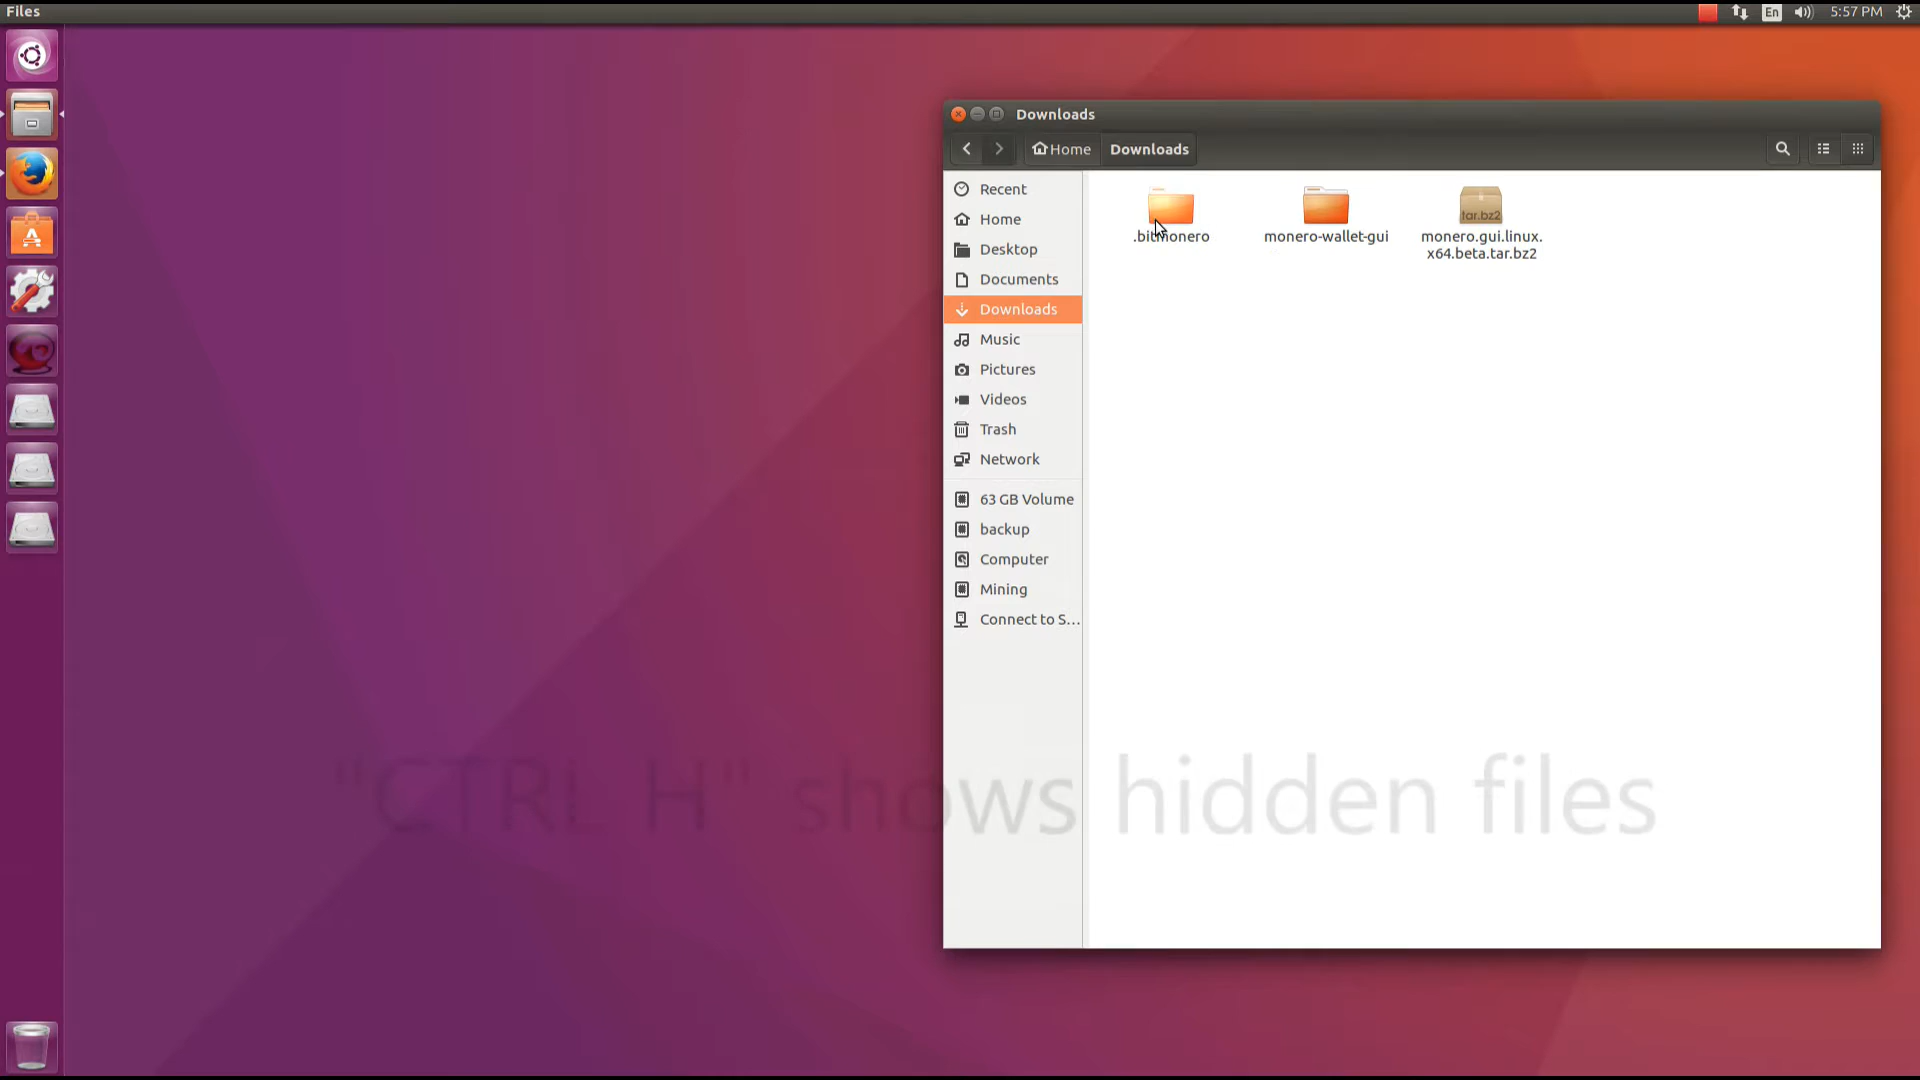 Files
En
5:57 PM
Downloads
Home
Downloads
Recent
Home
Desktop
Documents
Downloads
Music
Pictures
Videos
Trash
Network
63 GB Volume
backup
Computer
Mining
Connect to S...
.bitmonero
monero-wallet-gui
tar.bz2
monero.gui.linux.
x64.beta.tar.bz2
"CTRL H" shows hidden files